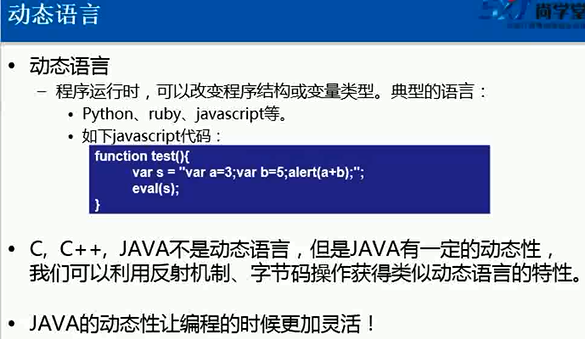 动态语言
尚学堂
• 动态语言
– 程序运行时，可以改变程序结构或变量类型。典型的语言：
• Python、ruby、javascript等。
• 如下javascript代码：
function test(){
var s = "var a=3;var b=5;alert(a+b);";
eval(s);
}
• C, C++, JAVA不是动态语言，但是JAVA有一定的动态性，
我们可以利用反射机制、字节码操作获得类似动态语言的特性。
• JAVA的动态性让编程的时候更加灵活！